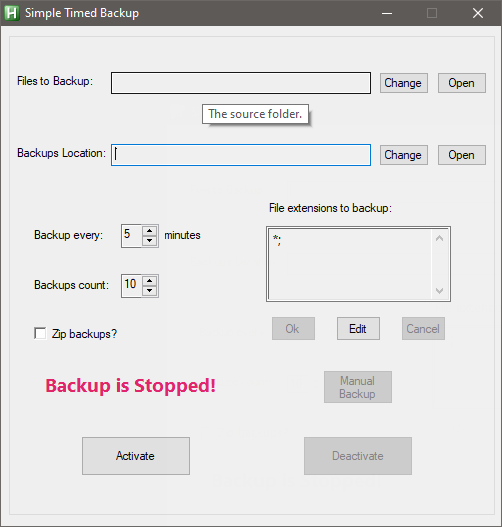 H Simple Timed Backup
Files to Backup: Change Open
The source folder.
Backups Location: Change Open
File extensions to backup:
Backup every: 5 minutes
*;
Backups count: 10
Ok Edit Cancel
Zip backups?
Backup is Stopped!
Manual
Backup
Activate Deactivate